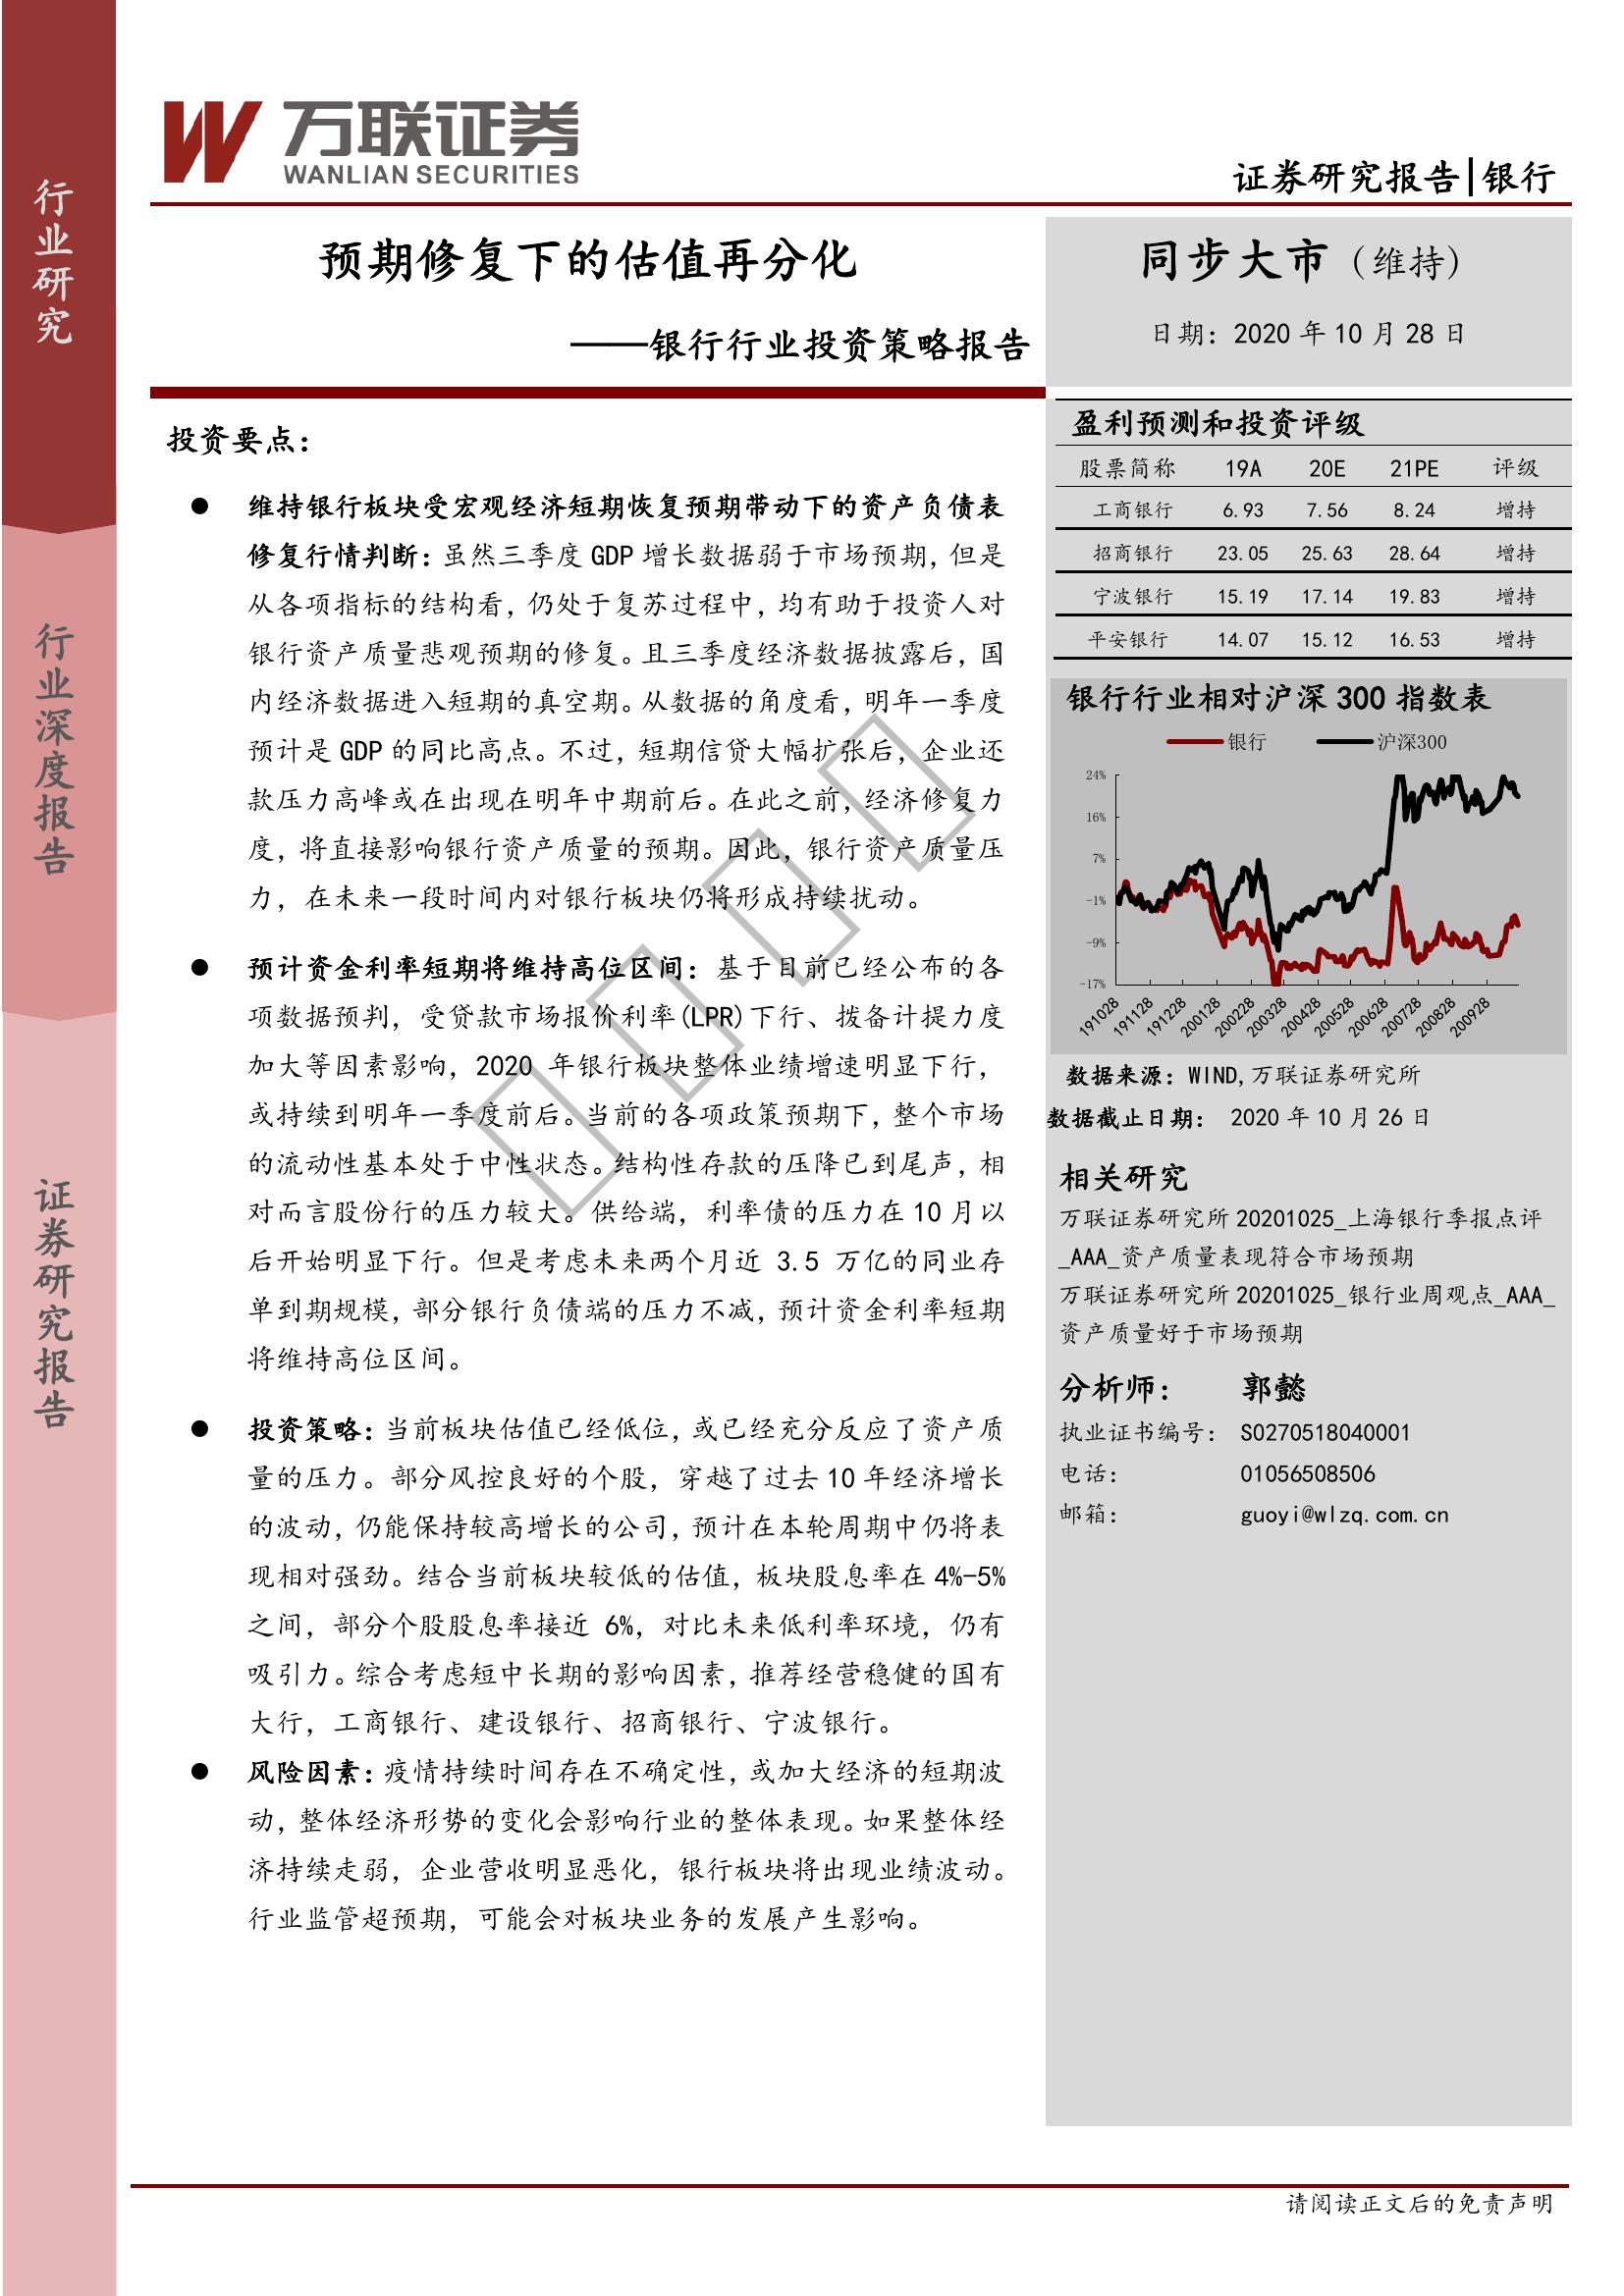 行业研究
行业深度报告
证券研究报告
万联证券
WANLIAN SECURITIES
证券研究报告|银行
预期修复下的估值再分化
——银行行业投资策略报告
同步大市（维持）
日期：2020 年 10 月 28 日
投资要点：
● 维持银行板块受宏观经济短期恢复预期带动下的资产负债表
修复行情判断：虽然三季度 GDP 增长数据弱于市场预期，但是
从各项指标的结构看，仍处于复苏过程中，均有助于投资人对
银行资产质量悲观预期的修复。且三季度经济数据披露后，国
内经济数据进入短期的真空期。从数据的角度看，明年一季度
预计是 GDP 的同比高点。不过，短期信贷大幅扩张后，企业还
款压力高峰或在出现在明年中期前后。在此之前，经济修复力
度，将直接影响银行资产质量的预期。因此，银行资产质量压
力，在未来一段时间内对银行板块仍将形成持续扰动。
● 预计资金利率短期将维持高位区间：基于目前已经公布的各
项数据预判，受贷款市场报价利率(LPR)下行、拨备计提力度
加大等因素影响，2020 年银行板块整体业绩增速明显下行，
或持续到明年一季度前后。当前的各项政策预期下，整个市场
的流动性基本处于中性状态。结构性存款的压降已到尾声，相
对而言股份行的压力较大。供给端，利率债的压力在 10 月以
后开始明显下行。但是考虑未来两个月近 3.5 万亿的同业存
单到期规模，部分银行负债端的压力不减，预计资金利率短期
将维持高位区间。
● 投资策略：当前板块估值已经低位，或已经充分反应了资产质
量的压力。部分风控良好的个股，穿越了过去 10 年经济增长
的波动，仍能保持较高增长的公司，预计在本轮周期中仍将表
现相对强劲。结合当前板块较低的估值，板块股息率在 4%-5%
之间，部分个股股息率接近 6%，对比未来低利率环境，仍有
吸引力。综合考虑短中长期的影响因素，推荐经营稳健的国有
大行，工商银行、建设银行、招商银行、宁波银行。
● 风险因素：疫情持续时间存在不确定性，或加大经济的短期波
动，整体经济形势的变化会影响行业的整体表现。如果整体经
济持续走弱，企业营收明显恶化，银行板块将出现业绩波动。
行业监管超预期，可能会对板块业务的发展产生影响。
盈利预测和投资评级
股票简称 19A 20E 21PE 评级
工商银行 6.93 7.56 8.24 增持
招商银行 23.05 25.63 28.64 增持
宁波银行 15.19 17.14 19.83 增持
平安银行 14.07 15.12 16.53 增持
银行行业相对沪深 300 指数表
银行 沪深300
24%
16%
7%
-1%
-9%
-17%
191028 191128 191228 200128 200228 200328 200428 200528 200628 200728 200828 200928
数据来源：WIND,万联证券研究所
数据截止日期： 2020 年 10 月 26 日
相关研究
万联证券研究所 20201025_上海银行季报点评
_AAA_资产质量表现符合市场预期
万联证券研究所 20201025_银行业周观点_AAA_
资产质量好于市场预期
分析师： 郭懿
执业证书编号： S0270518040001
电话： 01056508506
邮箱： guoyi@wlzq.com.cn
请阅读正文后的免责声明